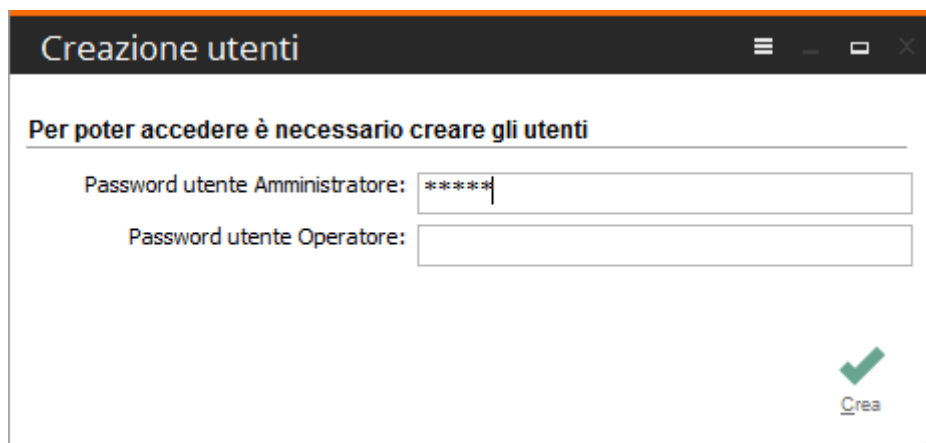 Creazione utenti
Per poter accedere è necessario creare gli utenti
Password utente Amministratore: *****
Password utente Operatore:
Crea